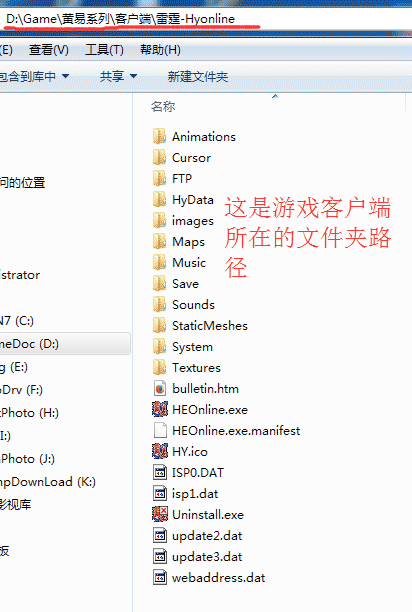 D:\Game\黄易系列\客户端\雷霆-Hyonline
(E) 查看(V) 工具(T) 帮助(H)
包含到库中 共享 新建文件夹
名称
Animations
Cursor
FTP
HyData
images
Maps
Music
Save
Sounds
StaticMeshes
System
Textures
bulletin.htm
HEOnline.exe
HEOnline.exe.manifest
HY.ico
ISP0.DAT
isp1.dat
Uninstall.exe
update2.dat
update3.dat
webaddress.dat
这是游戏客户端
所在的文件夹路
径
问的位置
istrator
N7 (C:)
meDoc (D:)
g (E:)
oDrv (F:)
tPhoto (H:)
I:)
Photo (J:)
mpDownLoad (K:)
影视库
板